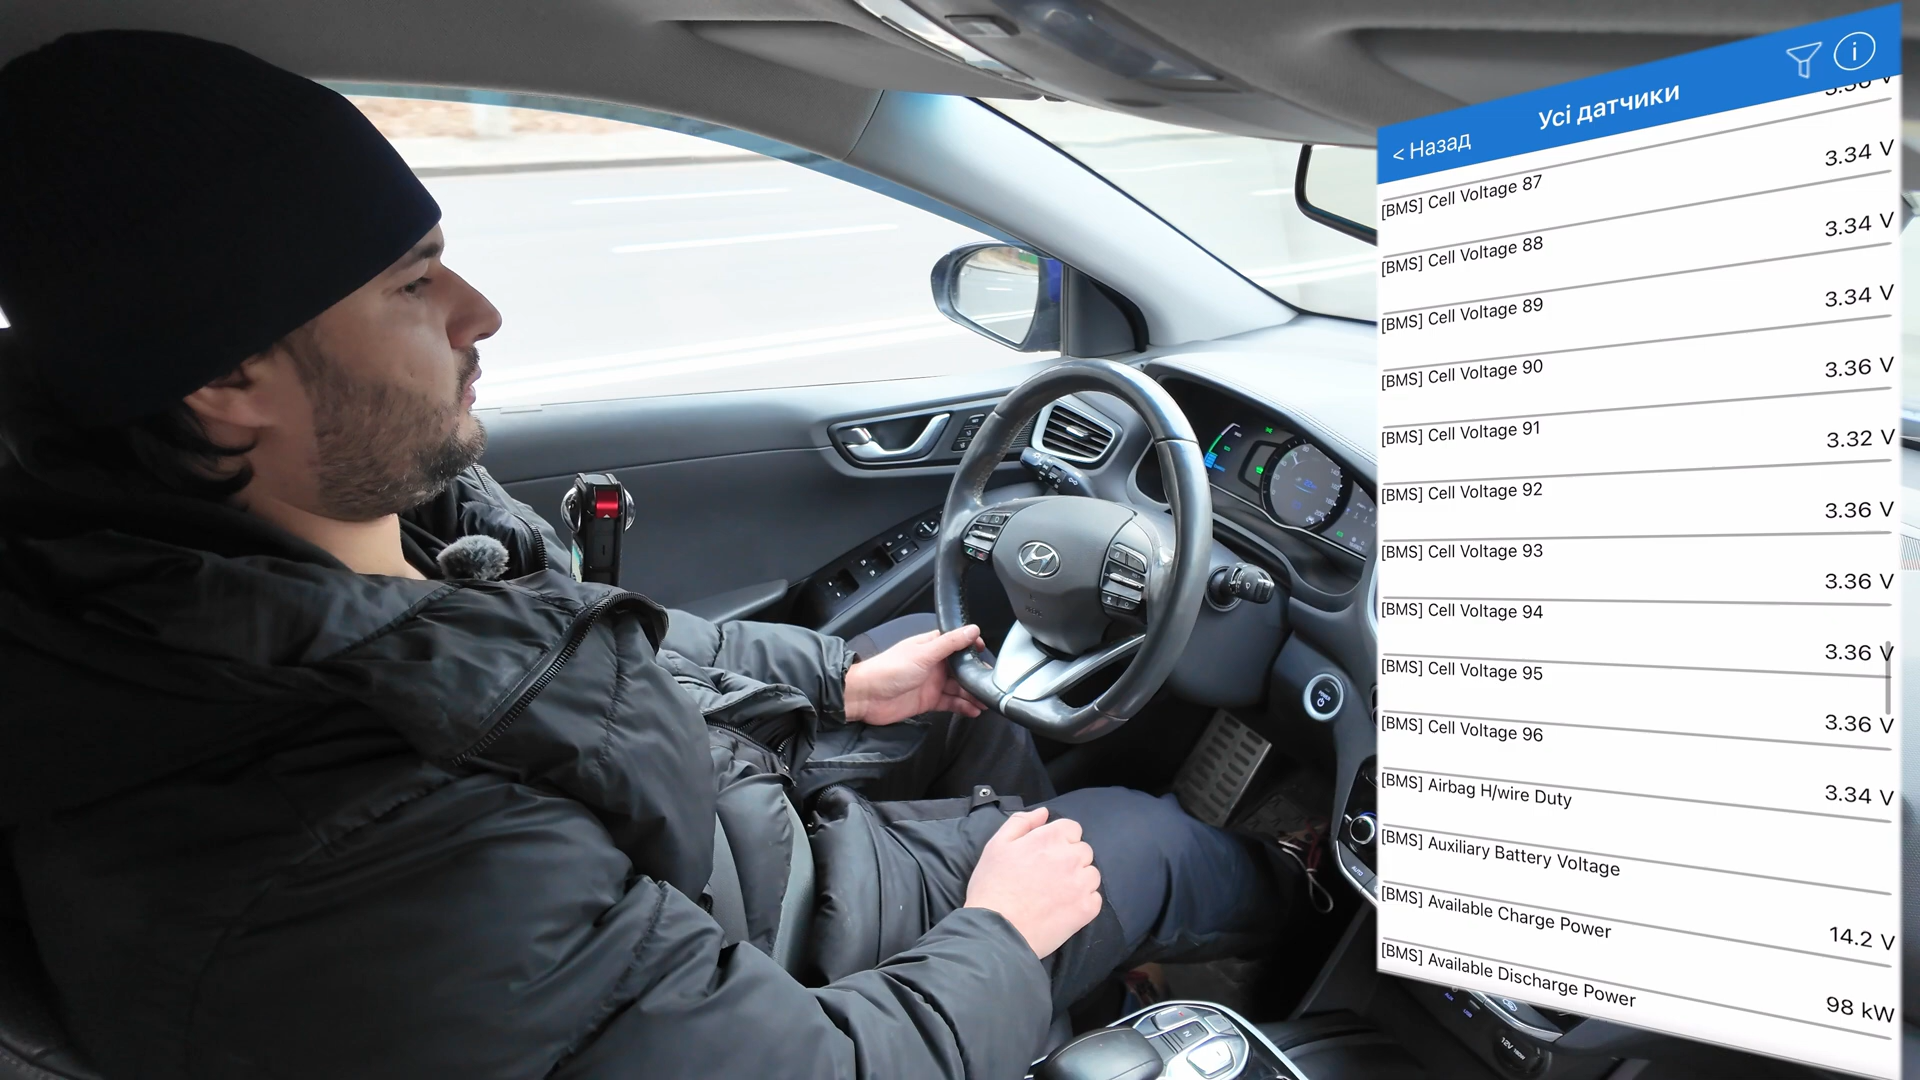 < Назад
Усі датчики
[BMS] Cell Voltage 87 3.34 V
[BMS] Cell Voltage 88 3.34 V
[BMS] Cell Voltage 89 3.34 V
[BMS] Cell Voltage 90 3.36 V
[BMS] Cell Voltage 91 3.32 V
[BMS] Cell Voltage 92 3.36 V
[BMS] Cell Voltage 93 3.36 V
[BMS] Cell Voltage 94 3.36 V
[BMS] Cell Voltage 95 3.36 V
[BMS] Cell Voltage 96 3.34 V
[BMS] Airbag H/wire Duty
[BMS] Auxiliary Battery Voltage 14.2 V
[BMS] Available Charge Power 98 kW
[BMS] Available Discharge Power
POWER
12V